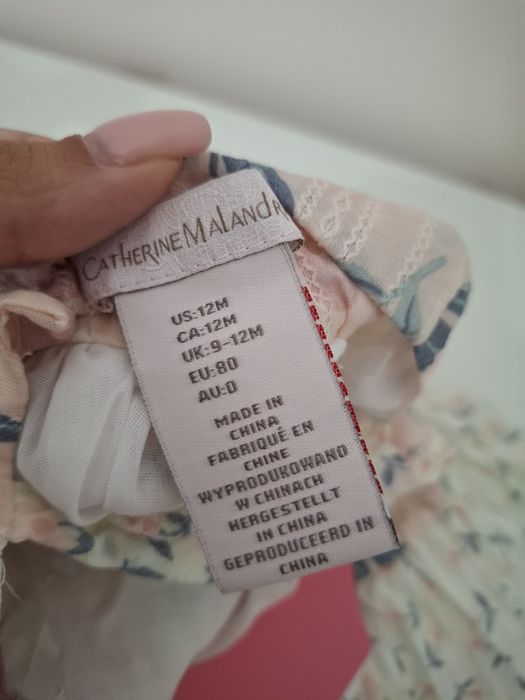 CATHERINE MALANDR
US:12M
CA:12M
UK:9-12M
EU:80
AU:0
MADE IN
CHINA
FABRIQUÉ EN
CHINE
WYPRODUKOWANO
W CHINACH
HERGESTELLT
IN CHINA
GEPRODUCEERD IN
CHINA